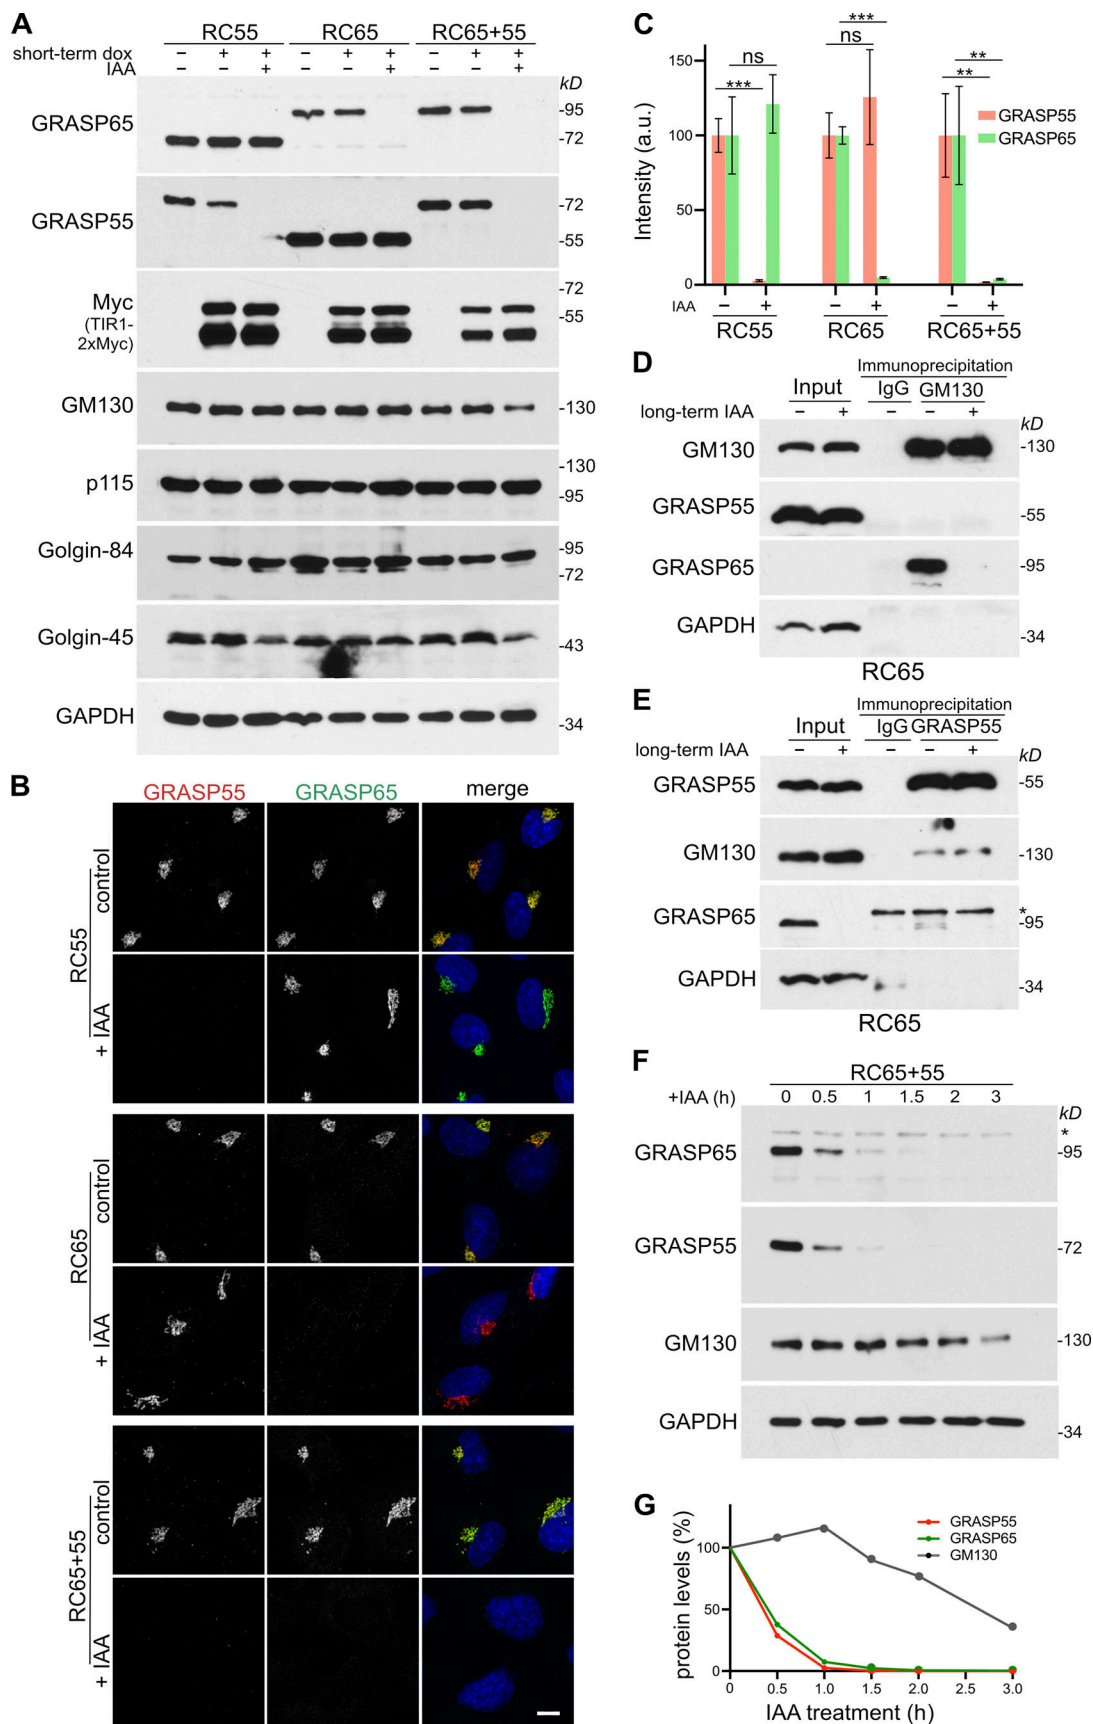 A
RC55 RC65 RC65+55
short-term dox – + + – + + – + +
IAA – – + – – + – – +
kD
GRASP65
-95
-72
GRASP55
-72
-55
Myc
(TIR1-
2xMyc)
-72
-55
GM130
-130
p115
-130
-95
Golgin-84
-95
-72
Golgin-45
-43
GAPDH
-34
B
GRASP55 GRASP65 merge
RC55
control
+ IAA
RC65
control
+ IAA
RC65+55
control
+ IAA
C
Intensity (a.u.)
150
100
50
0
*** ns
ns ***
** **
GRASP55
GRASP65
IAA – + – + – +
RC55 RC65 RC65+55
D
Immunoprecipitation
Input IgG GM130
long-term IAA – + – – +
kD
GM130
-130
GRASP55
-55
GRASP65
-95
GAPDH
-34
RC65
E
Immunoprecipitation
Input IgG GRASP55
long-term IAA – + – – +
kD
GRASP55
-55
GM130
-130
GRASP65
*
-95
GAPDH
-34
RC65
F
RC65+55
+IAA (h) 0 0.5 1 1.5 2 3
kD
*
GRASP65
-95
GRASP55
-72
GM130
-130
GAPDH
-34
G
protein levels (%)
100
50
0
GRASP55
GRASP65
GM130
0 0.5 1.0 1.5 2.0 2.5 3.0
IAA treatment (h)